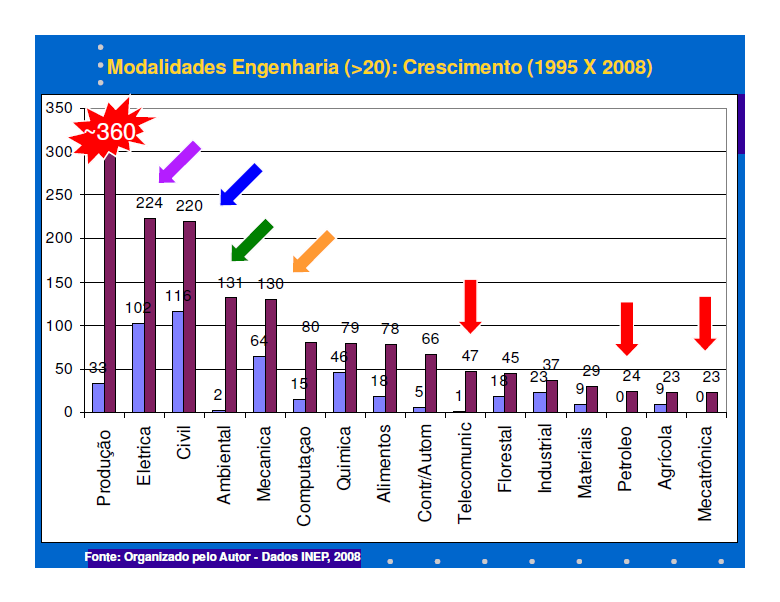 Modalidades Engenharia (>20): Crescimento (1995 X 2008)
350
~360
300
250
224
220
200
150
131
130
116
102
100
80
79
78
66
64
50
47
46
45
37
33
29
24
23
23
23
18
18
15
9
9
5
2
1
0
0
0
Produção
Eletrica
Civil
Ambiental
Mecanica
Computaçao
Quimica
Alimentos
Contr/Autom
Telecomunic
Florestal
Industrial
Materiais
Petroleo
Agrícola
Mecatrônica
Fonte: Organizado pelo Autor - Dados INEP, 2008